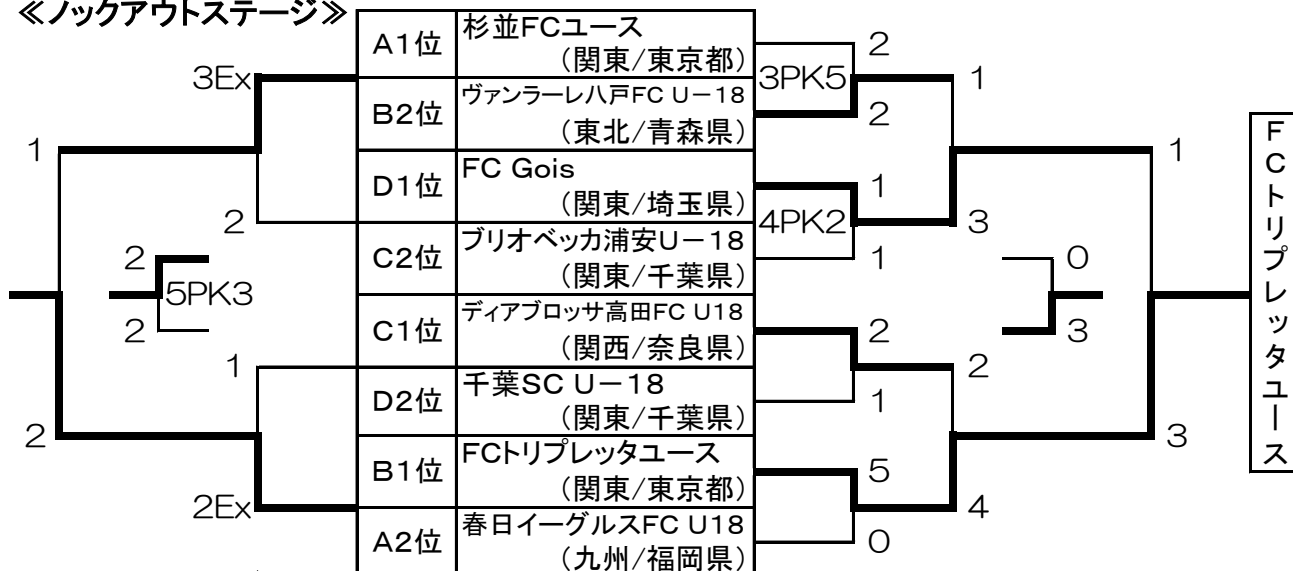 ≪ノックアウトステージ≫
A1位 杉並FCユース
(関東/東京都)
B2位 ヴァンラーレ八戸FC U-18
(東北/青森県)
D1位 FC Gois
(関東/埼玉県)
C2位 ブリオベッカ浦安U-18
(関東/千葉県)
C1位 ディアブロッサ高田FC U18
(関西/奈良県)
D2位 千葉SC U-18
(関東/千葉県)
B1位 FCトリプレッタユース
(関東/東京都)
A2位 春日イーグルスFC U18
(九州/福岡県)
3Ex
1
2
2
5PK3
2
1
2
2Ex
2
3PK5
1
2
1
1
4PK2
3
1
0
3
2
2
1
3
5
4
0
FCトリプレッタユース